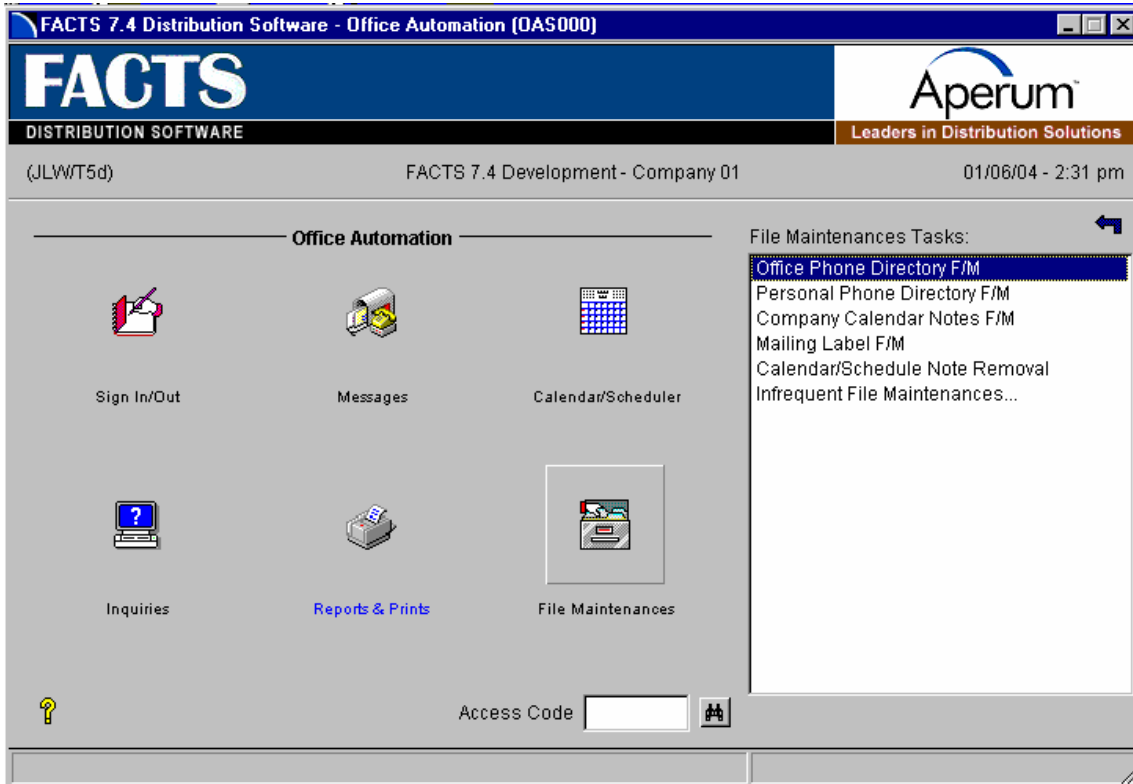 FACTS 7.4 Distribution Software - Office Automation (OAS000)
FACTS
DISTRIBUTION SOFTWARE
Aperum™
Leaders in Distribution Solutions
(JLW/T5d)
FACTS 7.4 Development - Company 01
01/06/04 - 2:31 pm
Office Automation
Sign In/Out
Messages
Calendar/Scheduler
Inquiries
Reports & Prints
File Maintenances
Access Code
File Maintenances Tasks:
Office Phone Directory F/M
Personal Phone Directory F/M
Company Calendar Notes F/M
Mailing Label F/M
Calendar/Schedule Note Removal
Infrequent File Maintenances...